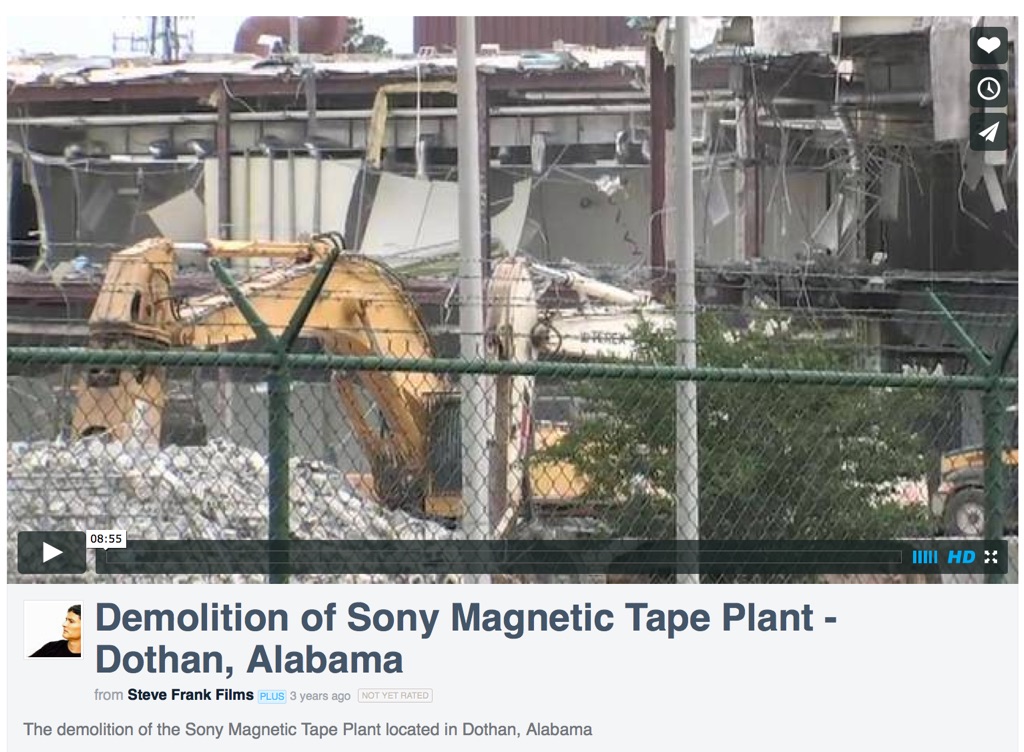 TEREX
08:55
HD
Demolition of Sony Magnetic Tape Plant -
Dothan, Alabama
from Steve Frank Films PLUS 3 years ago NOT YET RATED
The demolition of the Sony Magnetic Tape Plant located in Dothan, Alabama